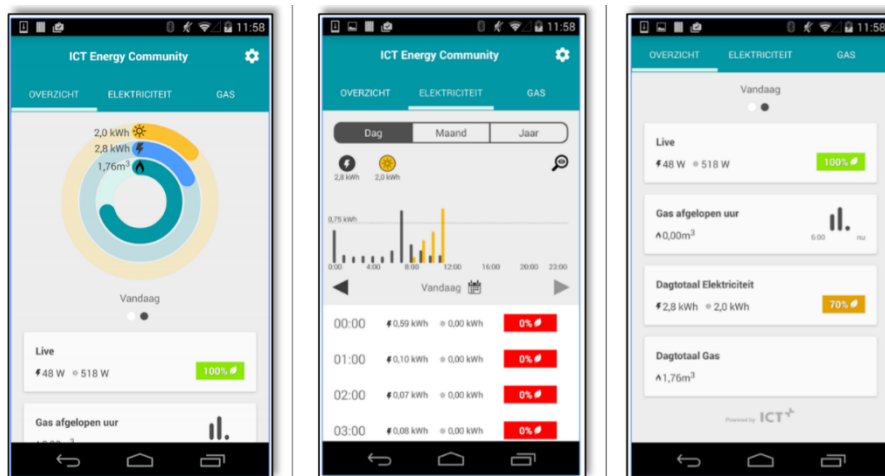 11:58
ICT Energy Community
OVERZICHT ELEKTRICITEIT GAS
2,0 kWh
2,8 kWh
1,76m³
Vandaag
Live
48 W 518 W 100%
Gas afgelopen uur
11:58
ICT Energy Community
OVERZICHT ELEKTRICITEIT GAS
Dag Maand Jaar
2,8 kWh 2,0 kWh
0,75 kWh
0:00 4:00 8:00 12:00 16:00 20:00 23:00
Vandaag
00:00 0,59 kWh 0,00 kWh 0%
01:00 0,10 kWh 0,00 kWh 0%
02:00 0,07 kWh 0,00 kWh 0%
03:00 0,08 kWh 0,00 kWh 0%
11:58
OVERZICHT ELEKTRICITEIT GAS
Vandaag
Live
48 W 518 W 100%
Gas afgelopen uur
0,00m³
6:00 nu
Dagtotaal Elektriciteit
2,8 kWh 2,0 kWh 70%
Dagtotaal Gas
1,76m³
Powered by ICT